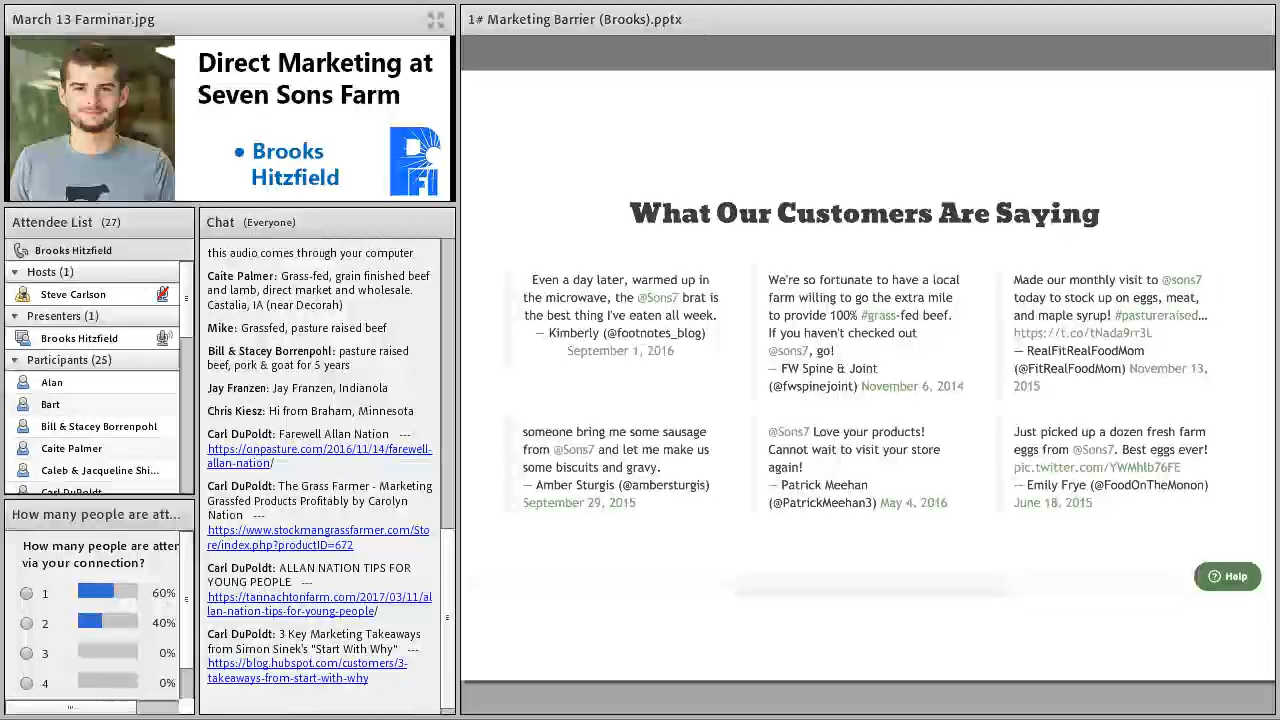 March 13 Farminar.jpg
Direct Marketing at
Seven Sons Farm
• Brooks
Hitzfield
PFI
Attendee List (27)
Brooks Hitzfield
Hosts (1)
Steve Carlson
Presenters (1)
Brooks Hitzfield
Participants (25)
Alan
Bart
Bill & Stacey Borrenpohl
Caite Palmer
Caleb & Jacqueline Shi...
Carl DuPoldt
How many people are att...
How many people are atter
via your connection?
1 60%
2 40%
3 0%
4 0%
Chat (Everyone)
this audio comes through your computer
Caite Palmer: Grass-fed, grain finished beef
and lamb, direct market and wholesale.
Castalia, IA (near Decorah)
Mike: Grassfed, pasture raised beef
Bill & Stacey Borrenpohl: pasture raised
beef, pork & goat for 5 years
Jay Franzen: Jay Franzen, Indianola
Chris Kiesz: Hi from Braham, Minnesota
Carl DuPoldt: Farewell Allan Nation ---
https://onpasture.com/2016/11/14/farewell-
allan-nation/
Carl DuPoldt: The Grass Farmer - Marketing
Grassfed Products Profitably by Carolyn
Nation ---
https://www.stockmangrassfarmer.com/Sto
re/index.php?productID=672
Carl DuPoldt: ALLAN NATION TIPS FOR
YOUNG PEOPLE ---
https://tannachtonfarm.com/2017/03/11/al
lan-nation-tips-for-young-people/
Carl DuPoldt: 3 Key Marketing Takeaways
from Simon Sinek's "Start With Why" ---
https://blog.hubspot.com/customers/3-
takeaways-from-start-with-why
1# Marketing Barrier (Brooks).pptx
What Our Customers Are Saying
Even a day later, warmed up in
the microwave, the @Sons7 brat is
the best thing I've eaten all week.
— Kimberly (@footnotes_blog)
September 1, 2016
We're so fortunate to have a local
farm willing to go the extra mile
to provide 100% #grass-fed beef.
If you haven't checked out
@sons7, go!
— FW Spine & Joint
(@fwspinejoint) November 6, 2014
Made our monthly visit to @sons7
today to stock up on eggs, meat,
and maple syrup! #pastureraised...
https://t.co/tNada9rr3L
— RealFitRealFoodMom
(@FitRealFoodMom) November 13,
2015
someone bring me some sausage
from @Sons7 and let me make us
some biscuits and gravy.
— Amber Sturgis (@ambersturgis)
September 29, 2015
@Sons7 Love your products!
Cannot wait to visit your store
again!
— Patrick Meehan
(@PatrickMeehan3) May 4, 2016
Just picked up a dozen fresh farm
eggs from @Sons7. Best eggs ever!
pic.twitter.com/YWMhlb76FE
— Emily Frye (@FoodOnTheMonon)
June 18, 2015
Help